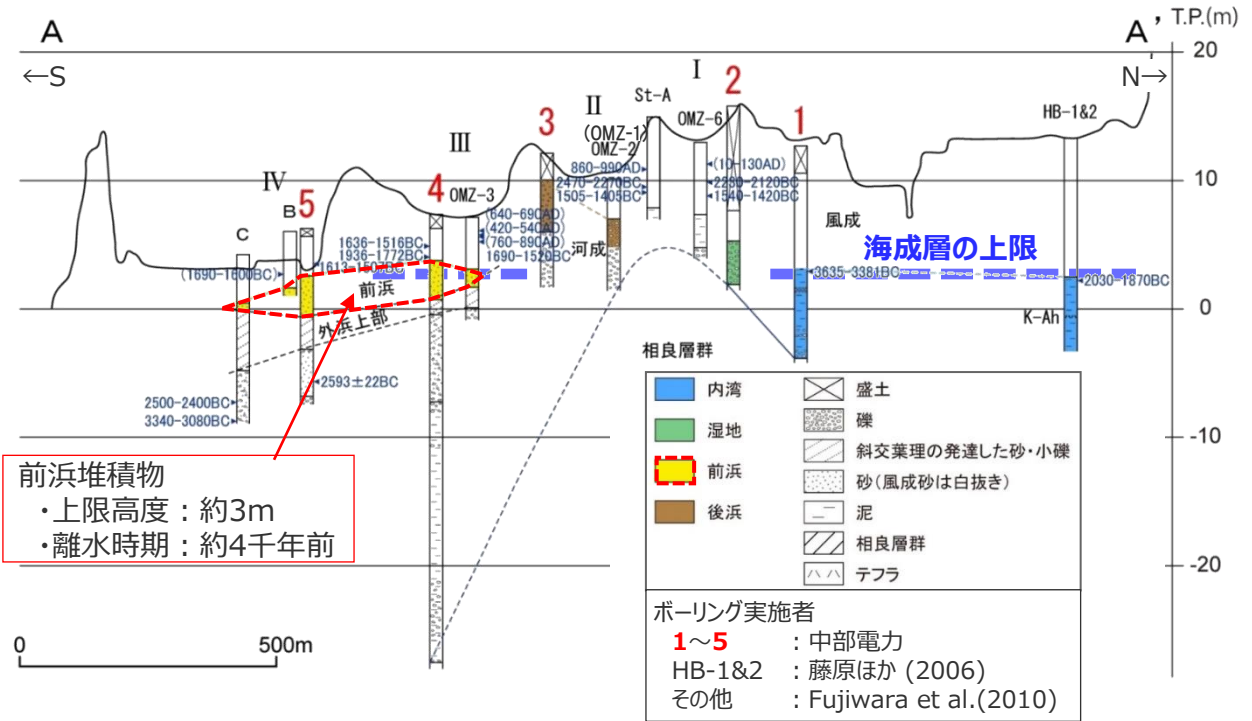 A
A' T.P.(m)
←S
N→
20
10
0
-10
-20
I
2
St-A
1
II
3
(OMZ-1)
OMZ-2
OMZ-6
HB-1&2
III
4
OMZ-3
IV
B
5
C
860-990AD
2470-2270BC
1505-1405BC
(10-130AD)
2280-2120BC
1540-1420BC
(640-690AD)
(420-540AD)
(760-890AD)
1690-1520BC
1636-1516BC
1936-1772BC
(1690-1600BC)
風成
河成
海成層の上限
3635-3381BC
2030-1870BC
K-Ah
前浜
外浜上部
2593±22BC
2500-2400BC
3340-3080BC
前浜堆積物
・上限高度：約3m
・離水時期：約4千年前
0 500m
相良層群
内湾
湿地
前浜
後浜
盛土
礫
斜交葉理の発達した砂・小礫
砂(風成砂は白抜き)
泥
相良層群
テフラ
ボーリング実施者
1～5 ：中部電力
HB-1&2 ：藤原ほか (2006)
その他 ：Fujiwara et al.(2010)